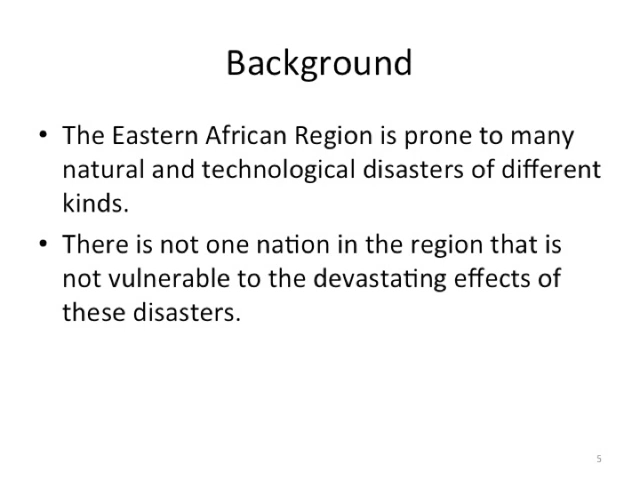 Background
• The Eastern African Region is prone to many
natural and technological disasters of different
kinds.
• There is not one nation in the region that is
not vulnerable to the devastating effects of
these disasters.
5